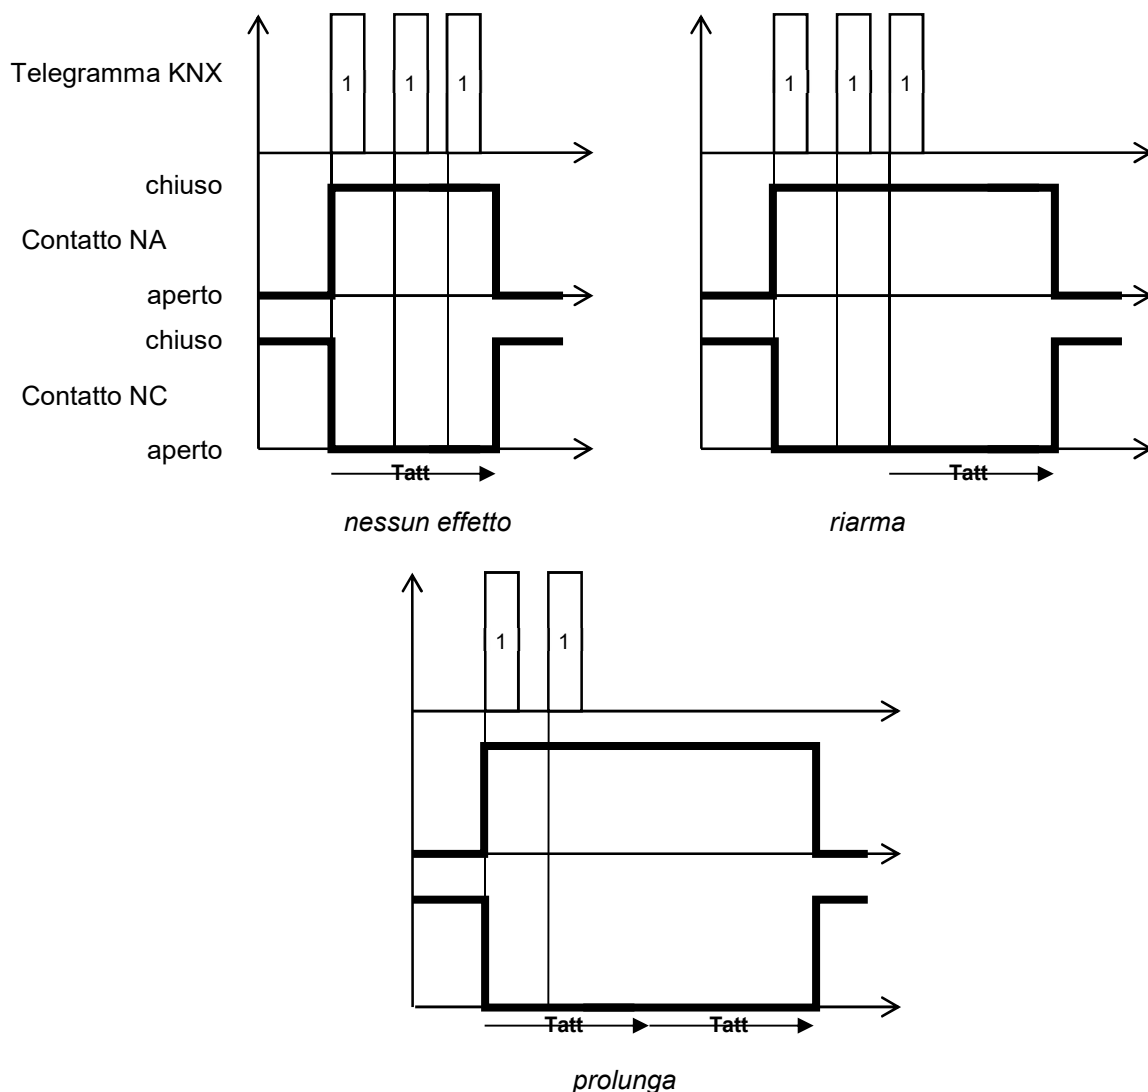 Telegramma KNX
1 1 1
1 1 1
chiuso
Contatto NA
aperto
chiuso
Contatto NC
aperto
Tatt
Tatt
nessun effetto
riarma
1 1
Tatt Tatt
prolunga